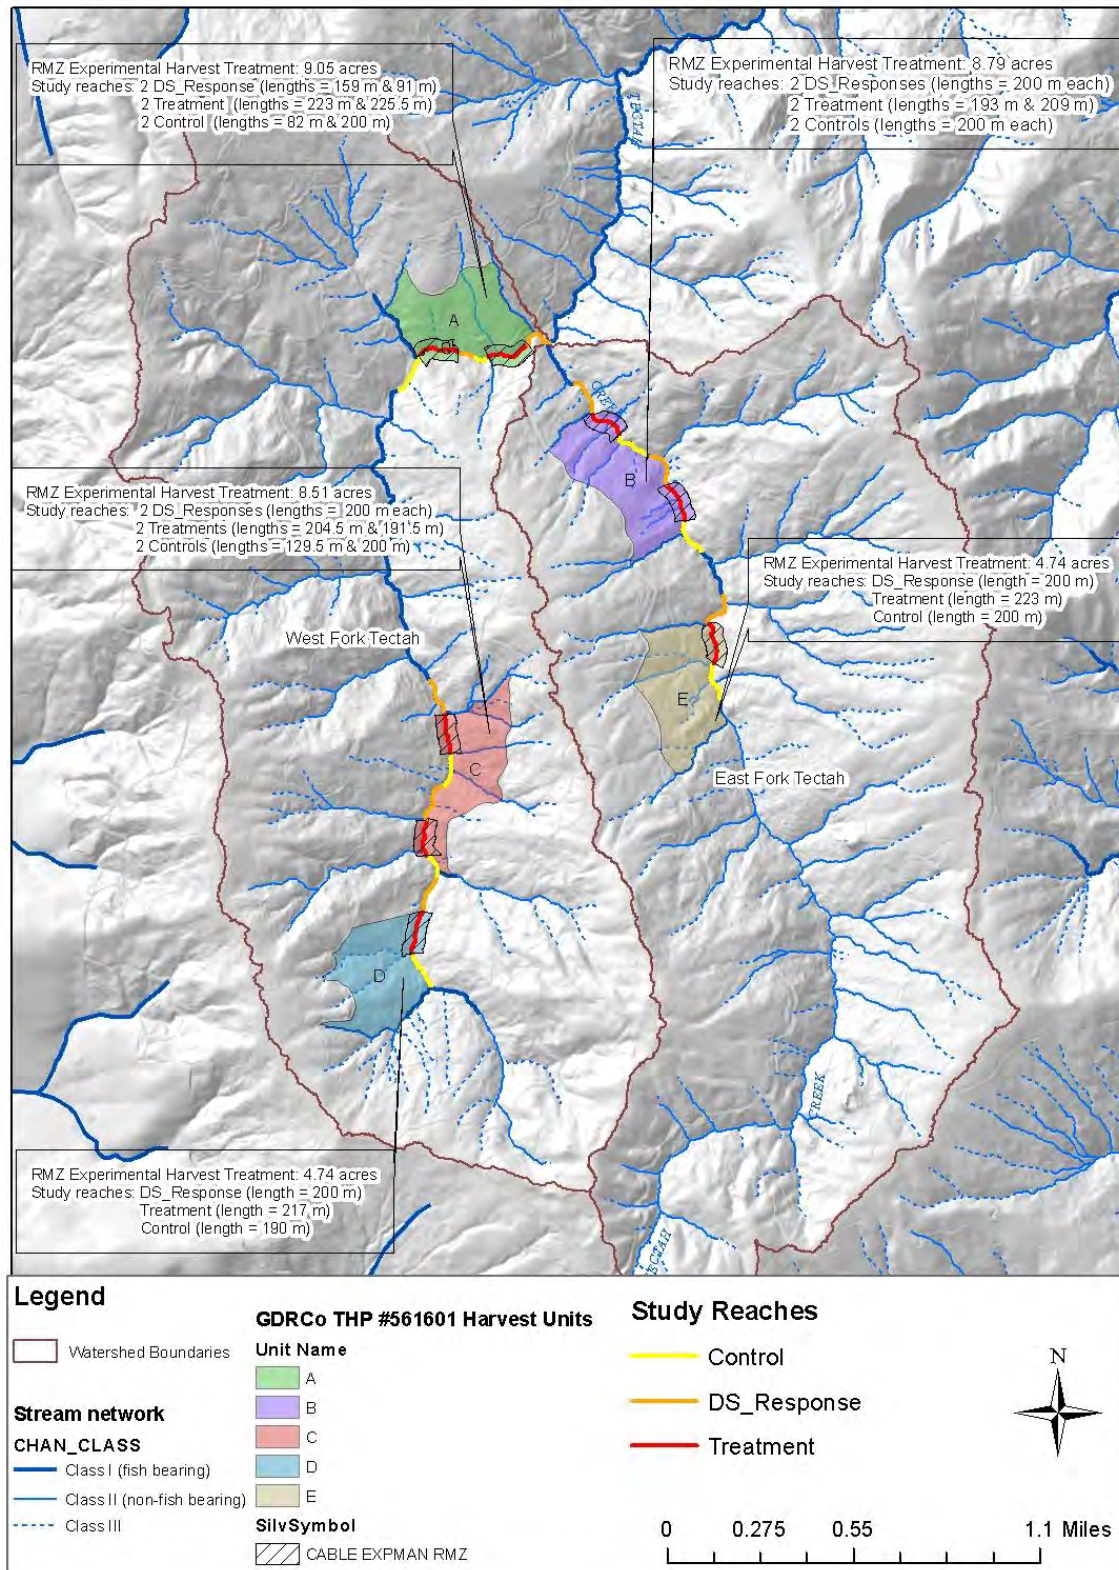 RMZ Experimental Harvest Treatment: 9.05 acres
Study reaches: 2 DS_Response (lengths = 159 m & 91 m)
2 Treatment (lengths = 223 m & 225.5 m)
2 Control (lengths = 82 m & 200 m)
RMZ Experimental Harvest Treatment: 8.79 acres
Study reaches: 2 DS_Responses (lengths = 200 m each)
2 Treatment (lengths = 193 m & 209 m)
2 Controls (lengths = 200 m each)
TECTAH
A
CREEK
B
RMZ Experimental Harvest Treatment: 8.51 acres
Study reaches: 2 DS_Responses (lengths = 200 m each)
2 Treatments (lengths = 204.5 m & 191.5 m)
2 Controls (lengths = 129.5 m & 200 m)
RMZ Experimental Harvest Treatment: 4.74 acres
Study reaches: DS_Response (length = 200 m)
Treatment (length = 223 m)
Control (length = 200 m)
West Fork Tectah
E
C
East Fork Tectah
D
CREEK
RMZ Experimental Harvest Treatment: 4.74 acres
Study reaches: DS_Response (length = 200 m)
Treatment (length = 217 m)
Control (length = 190 m)
TECTAH
Legend
Watershed Boundaries
Stream network
CHAN_CLASS
Class I (fish bearing)
Class II (non-fish bearing)
Class III
GDRCo THP #561601 Harvest Units
Unit Name
A
B
C
D
E
SilvSymbol
CABLE EXPMAN RMZ
Study Reaches
Control
DS_Response
Treatment
N
0 0.275 0.55 1.1 Miles